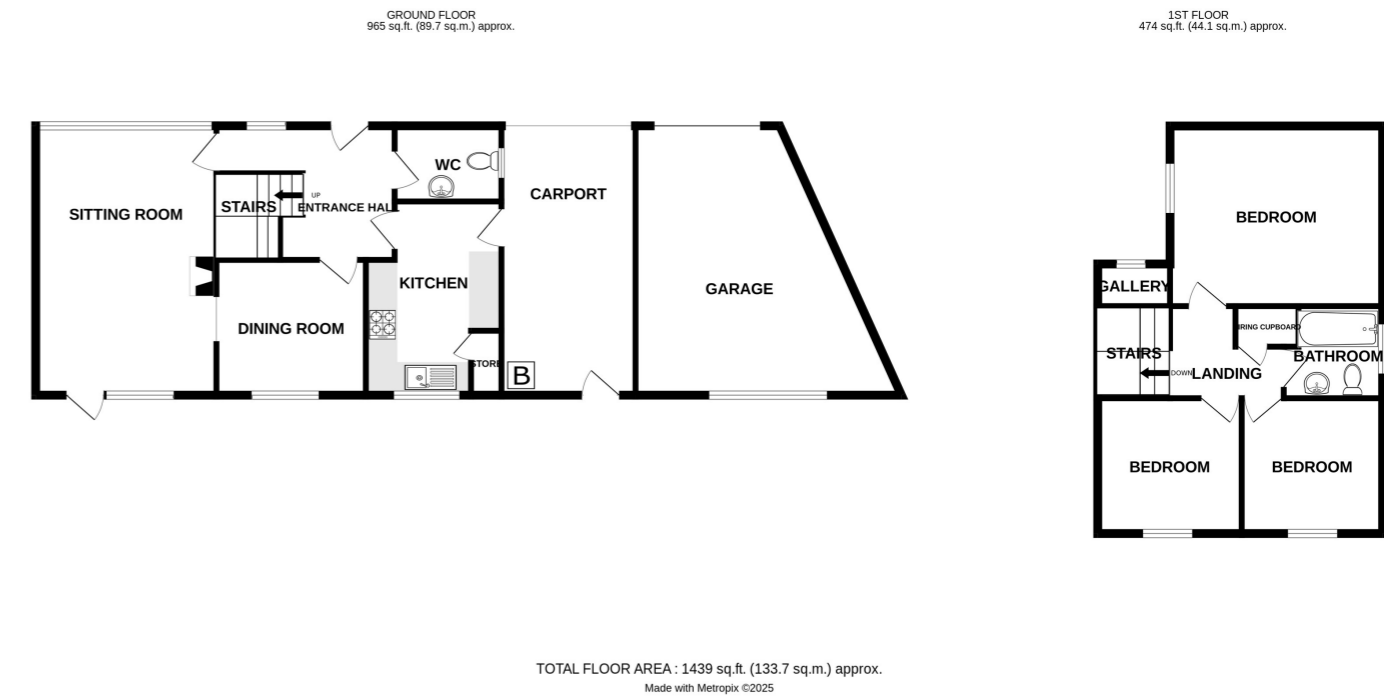 GROUND FLOOR
965 sq.ft. (89.7 sq.m.) approx.
1ST FLOOR
474 sq.ft. (44.1 sq.m.) approx.
WC
CARPORT
UP
STAIRS
ENTRANCE HALL
SITTING ROOM
KITCHEN
GARAGE
DINING ROOM
STORE
B
BEDROOM
GALLERY
IRING CUPBOARD
STAIRS
BATHROOM
DOWN
LANDING
BEDROOM
BEDROOM
TOTAL FLOOR AREA : 1439 sq.ft. (133.7 sq.m.) approx.
Made with Metropix ©2025